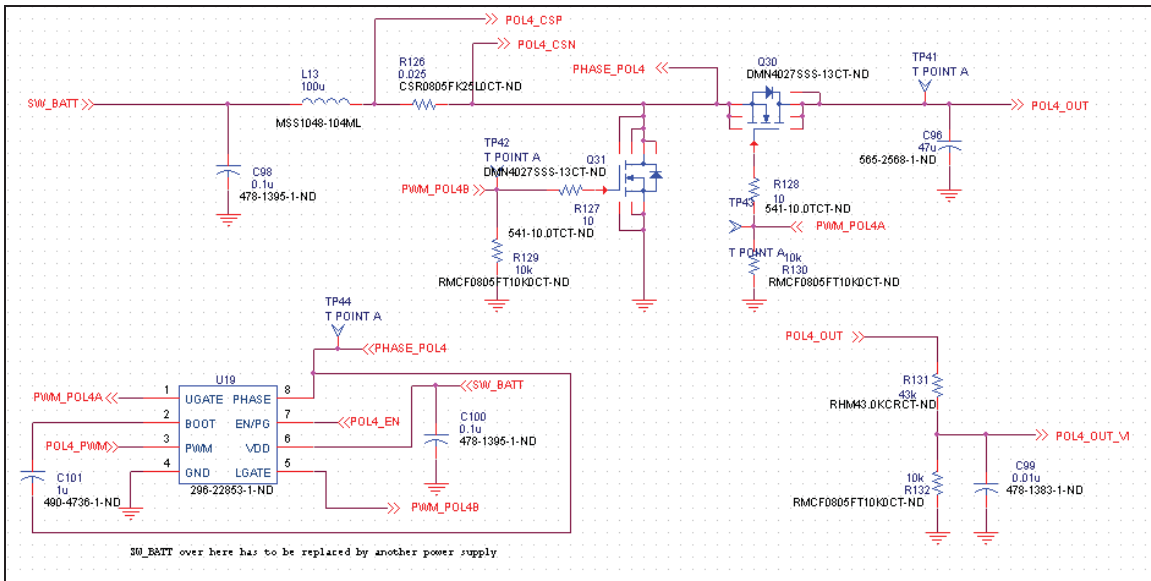 POL4_CSP
POL4_CSN
L13
100u
MSS1048-104ML
R126
0.025
CSR0805FK25L0CT-ND
PHASE_POL4
Q30
DMN4027SSS-13CT-ND
TP41
T POINT A
SW_BATT
POL4_OUT
C98
0.1u
478-1395-1-ND
TP42
T POINT A
DMN4027SSS-13CT-ND
Q31
PWM_POL4B
R127
10
541-10.0TCT-ND
R129
10k
RMCF0805FT10K0CT-ND
C96
47u
565-2568-1-ND
R128
10
541-10.0TCT-ND
TP43
PWM_POL4A
T POINT A
10k
R130
RMCF0805FT10K0CT-ND
TP44
T POINT A
PHASE_POL4
U19
PWM_POL4A
1
UGATE
PHASE
8
SW_BATT
2
BOOT
EN/PG
7
POL4_EN
POL4_PWM
3
PWM
VDD
6
4
GND
LGATE
5
C100
0.1u
478-1395-1-ND
C101
1u
490-4736-1-ND
296-22853-1-ND
PWM_POL4B
SW_BATT over here has to be replaced by another power supply
POL4_OUT
R131
43k
RHM43.0KCRCT-ND
POL4_OUT_VI
10k
R132
RMCF0805FT10K0CT-ND
C99
0.01u
478-1383-1-ND